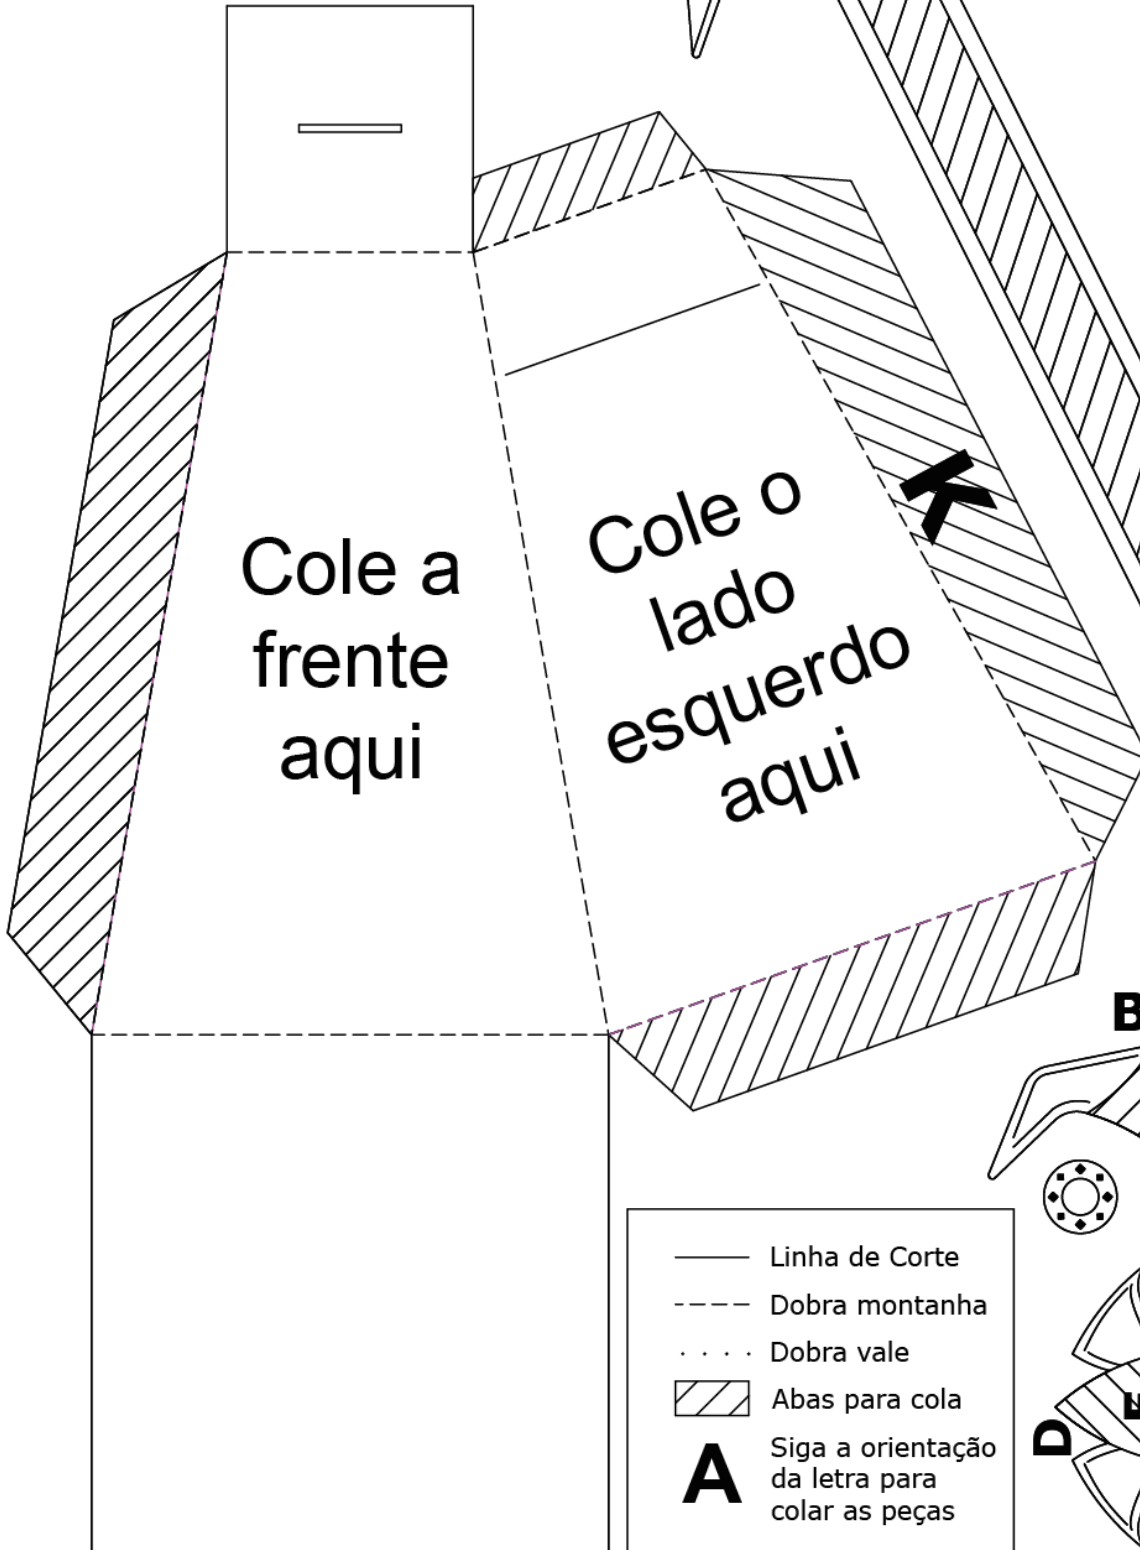 K
Cole a
frente
aqui
Cole o
lado
esquerdo
aqui
B
Linha de Corte
Dobra montanha
Dobra vale
Abas para cola
A
Siga a orientação
da letra para
colar as peças
D
E